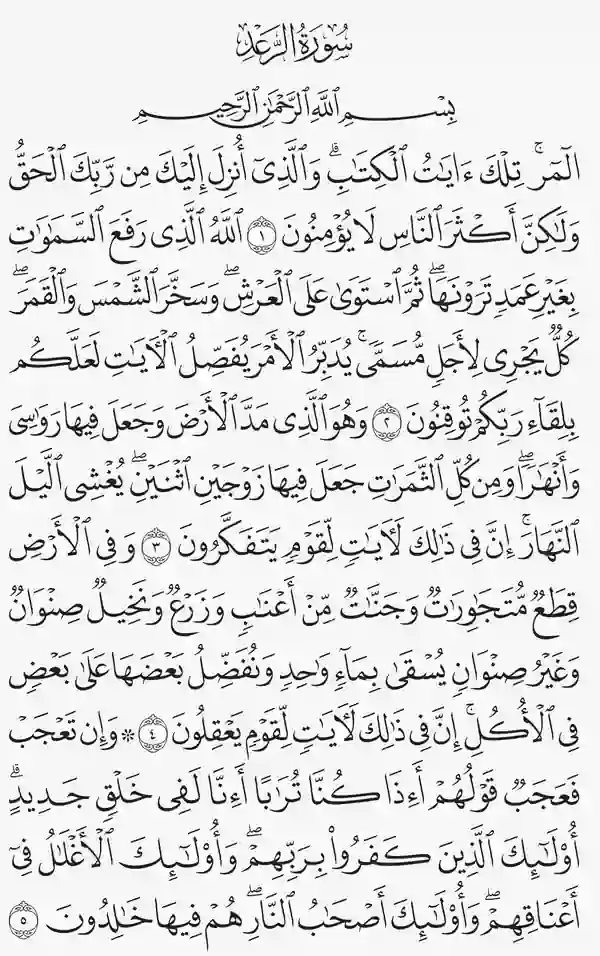 سُورَةُ الرَّعْدِ
بِسْمِ ٱللَّهِ ٱلرَّحْمَٰنِ ٱلرَّحِيمِ
الٓمٓرۚ تِلْكَ ءَايَٰتُ ٱلْكِتَٰبِۗ وَٱلَّذِىٓ أُنزِلَ إِلَيْكَ مِن رَّبِّكَ ٱلْحَقُّ
وَلَٰكِنَّ أَكْثَرَ ٱلنَّاسِ لَا يُؤْمِنُونَ ١ ٱللَّهُ ٱلَّذِى رَفَعَ ٱلسَّمَٰوَٰتِ
بِغَيْرِ عَمَدٍ تَرَوْنَهَاۖ ثُمَّ ٱسْتَوَىٰ عَلَى ٱلْعَرْشِۖ وَسَخَّرَ ٱلشَّمْسَ وَٱلْقَمَرَۖ
كُلٌّ يَجْرِى لِأَجَلٍ مُّسَمًّىۚ يُدَبِّرُ ٱلْأَمْرَ يُفَصِّلُ ٱلْءَايَٰتِ لَعَلَّكُم
بِلِقَآءِ رَبِّكُمْ تُوقِنُونَ ٢ وَهُوَ ٱلَّذِى مَدَّ ٱلْأَرْضَ وَجَعَلَ فِيهَا رَوَٰسِىَ
وَأَنْهَٰرًاۖ وَمِن كُلِّ ٱلثَّمَرَٰتِ جَعَلَ فِيهَا زَوْجَيْنِ ٱثْنَيْنِۖ يُغْشِى ٱلَّيْلَ
ٱلنَّهَارَۚ إِنَّ فِى ذَٰلِكَ لَءَايَٰتٍ لِّقَوْمٍ يَتَفَكَّرُونَ ٣ وَفِى ٱلْأَرْضِ
قِطَعٌ مُّتَجَٰوِرَٰتٌ وَجَنَّٰتٌ مِّنْ أَعْنَٰبٍ وَزَرْعٌ وَنَخِيلٌ صِنْوَانٌ
وَغَيْرُ صِنْوَانٍ يُسْقَىٰ بِمَآءٍ وَٰحِدٍ وَنُفَضِّلُ بَعْضَهَا عَلَىٰ بَعْضٍ
فِى ٱلْأُكُلِۚ إِنَّ فِى ذَٰلِكَ لَءَايَٰتٍ لِّقَوْمٍ يَعْقِلُونَ ٤ ۞ وَإِن تَعْجَبْ
فَعَجَبٌ قَوْلُهُمْ أَءِذَا كُنَّا تُرَٰبًا أَءِنَّا لَفِى خَلْقٍ جَدِيدٍۗ
أُو۟لَٰٓئِكَ ٱلَّذِينَ كَفَرُوا۟ بِرَبِّهِمْۖ وَأُو۟لَٰٓئِكَ ٱلْأَغْلَٰلُ فِىٓ
أَعْنَاقِهِمْۖ وَأُو۟لَٰٓئِكَ أَصْحَٰبُ ٱلنَّارِۖ هُمْ فِيهَا خَٰلِدُونَ ٥